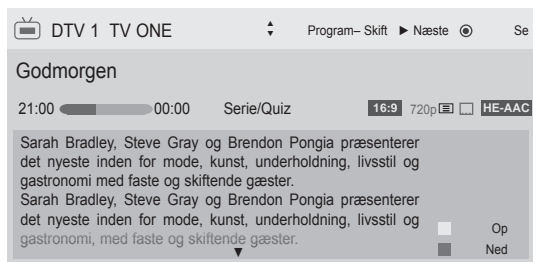 DTV 1 TV ONE Program– Skift Næste Se
Godmorgen
21:00 00:00 Serie/Quiz 16:9 720p HE-AAC
Sarah Bradley, Steve Gray og Brendon Pongia præsenterer
det nyeste inden for mode, kunst, underholdning, livsstil og
gastronomi med faste og skiftende gæster.
Sarah Bradley, Steve Gray og Brendon Pongia præsenterer
det nyeste inden for mode, kunst, underholdning, livsstil og
gastronomi, med faste og skiftende gæster.
Op
Ned